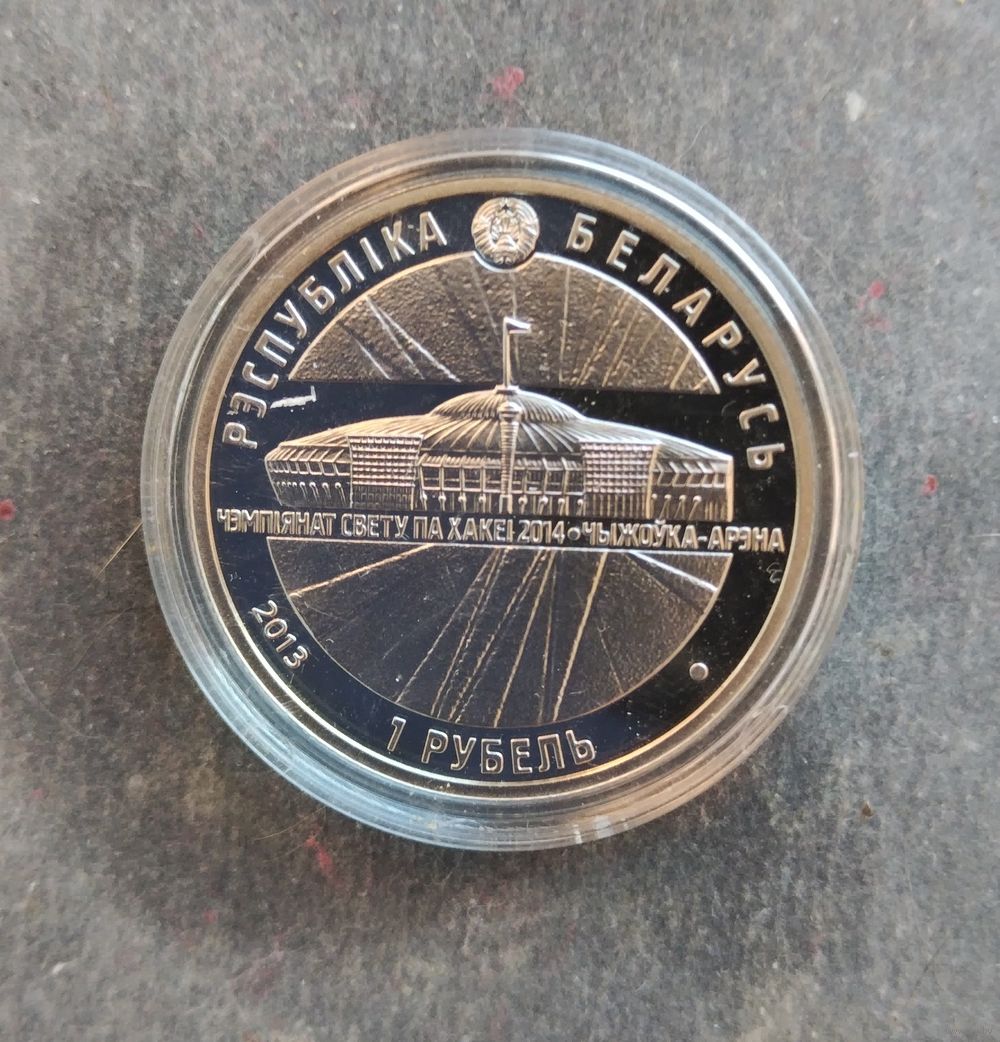 РЭСПУБЛІКА БЕЛАРУСЬ
ЧЭМПІЯНАТ СВЕТУ ПА ХАКЕІ 2014 • ЧЫЖОЎКА-АРЭНА
2013
1 РУБЕЛЬ